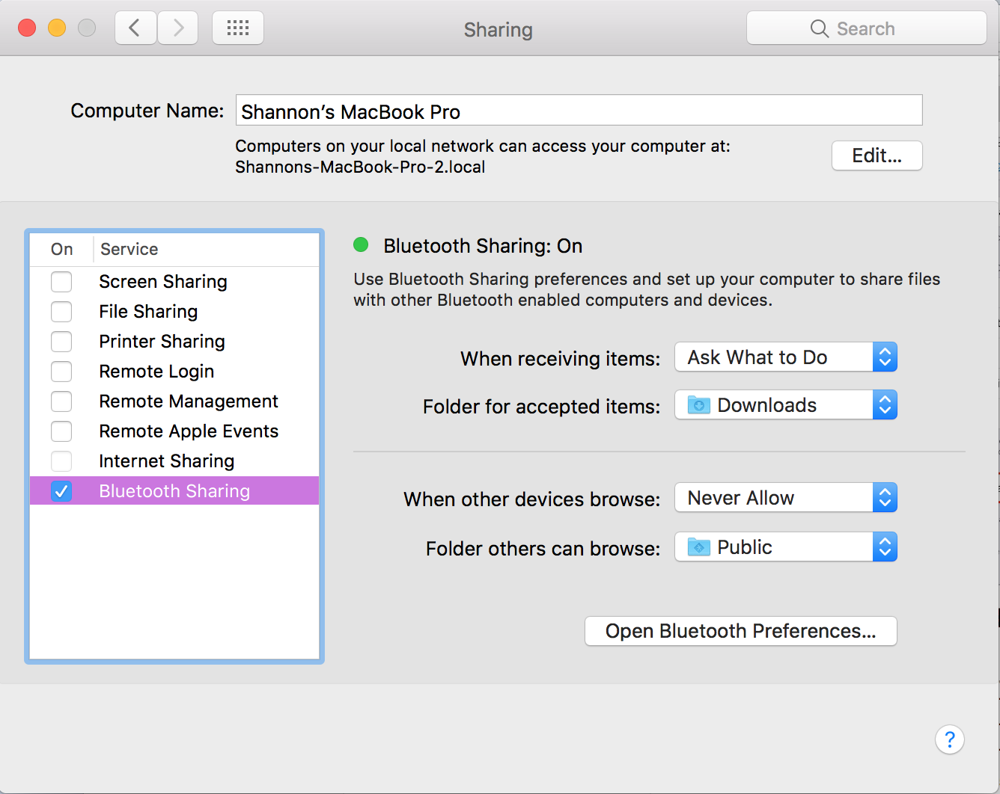 Sharing
Search
Computer Name:
Shannon’s MacBook Pro
Computers on your local network can access your computer at:
Shannons-MacBook-Pro-2.local
Edit...
On
Service
Screen Sharing
File Sharing
Printer Sharing
Remote Login
Remote Management
Remote Apple Events
Internet Sharing
Bluetooth Sharing
Bluetooth Sharing: On
Use Bluetooth Sharing preferences and set up your computer to share files
with other Bluetooth enabled computers and devices.
When receiving items:
Ask What to Do
Folder for accepted items:
Downloads
When other devices browse:
Never Allow
Folder others can browse:
Public
Open Bluetooth Preferences...
?